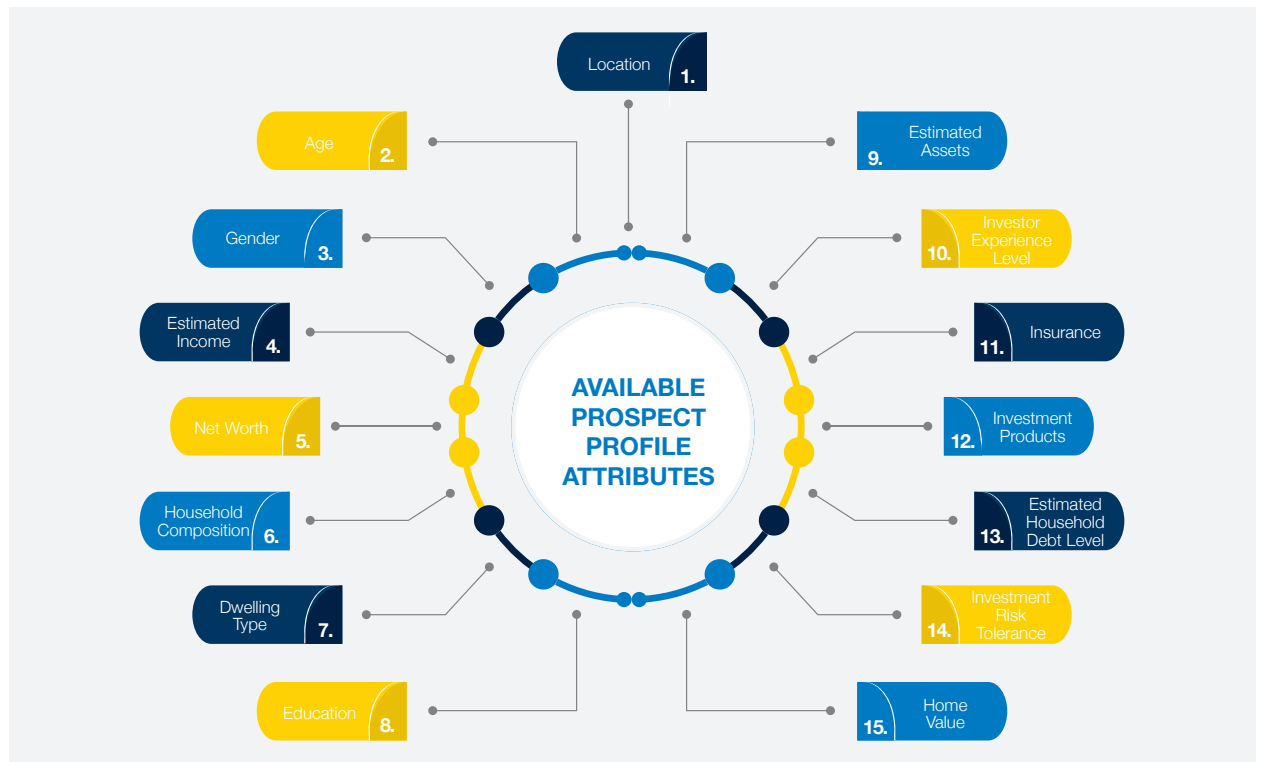 Location
1.
Age
2.
Gender
3.
Estimated
Income
4.
Net Worth
5.
Household
Composition
6.
Dwelling
Type
7.
Education
8.
Estimated
Assets
9.
Investor
Experience
Level
10.
Insurance
11.
Investment
Products
12.
Estimated
Household
Debt Level
13.
Investment
Risk
Tolerance
14.
Home
Value
15.
AVAILABLE
PROSPECT
PROFILE
ATTRIBUTES